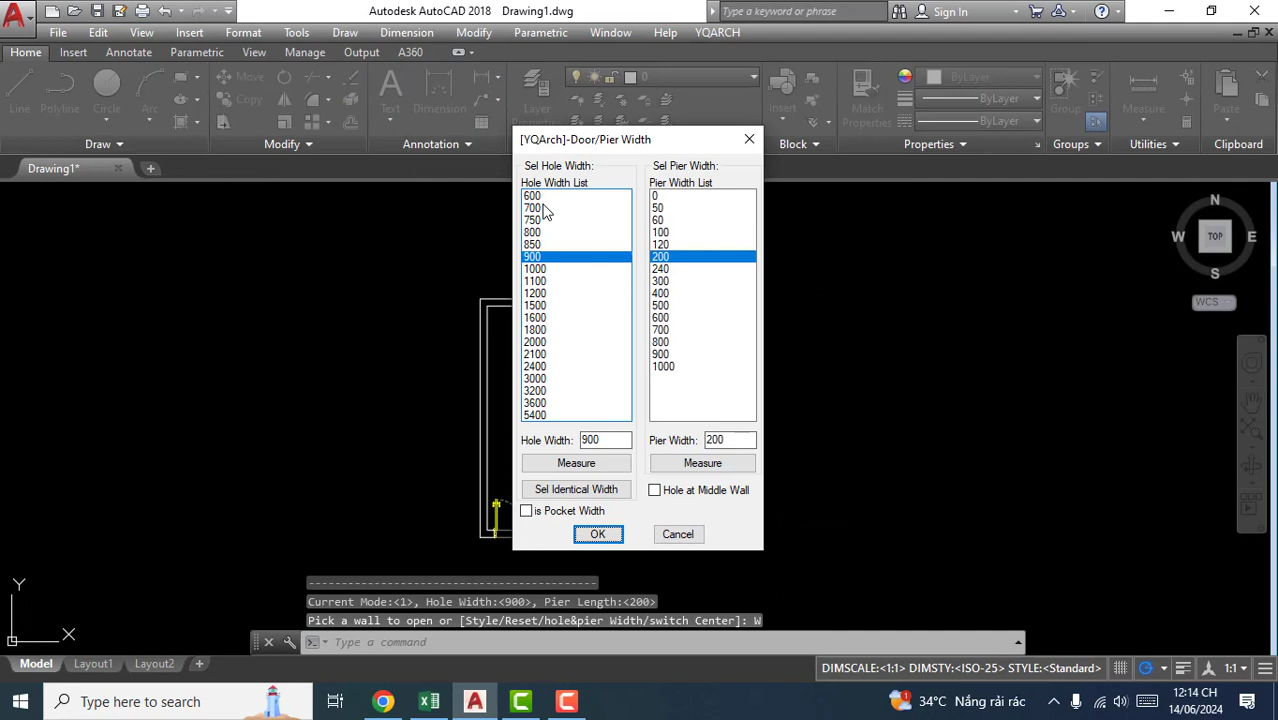 Autodesk AutoCAD 2018 Drawing1.dwg
Type a keyword or phrase
Sign In
File Edit View Insert Format Tools Draw Dimension Modify Parametric Window Help YQARCH
Home Insert Annotate Parametric View Manage Output A360
Line
Polyline
Circle
Arc
Move
Copy
Text
Dimension
Layer
0
Insert
Match
Properties
ByLayer
ByLayer
ByLayer
Group
Measure
Paste
Draw
Modify
Annotation
Block
Properties
Groups
Utilities
Clipboard
Drawing1*
[YQArch]-Door/Pier Width
Sel Hole Width:
Hole Width List
600
700
750
800
850
900
1000
1100
1200
1500
1600
1800
2000
2100
2400
3000
3200
3600
5400
Hole Width: 900
Measure
Sel Identical Width
is Pocket Width
Sel Pier Width:
Pier Width List
0
50
60
100
120
200
240
300
400
500
600
700
800
900
1000
Pier Width: 200
Measure
Hole at Middle Wall
OK
Cancel
N
W TOP E
S
WCS
Y
X
---------------------------------------------
Current Mode:<1>, Hole Width:<900>, Pier Length:<200>
Pick a wall to open or [Style/Reset/hole&pier Width/switch Center]: W
Type a command
Model Layout1 Layout2
DIMSCALE:<1:1> DIMSTY:<ISO-25> STYLE:<Standard>
1:1
Type here to search
1
34°C Nắng rải rác
12:14 CH
14/06/2024